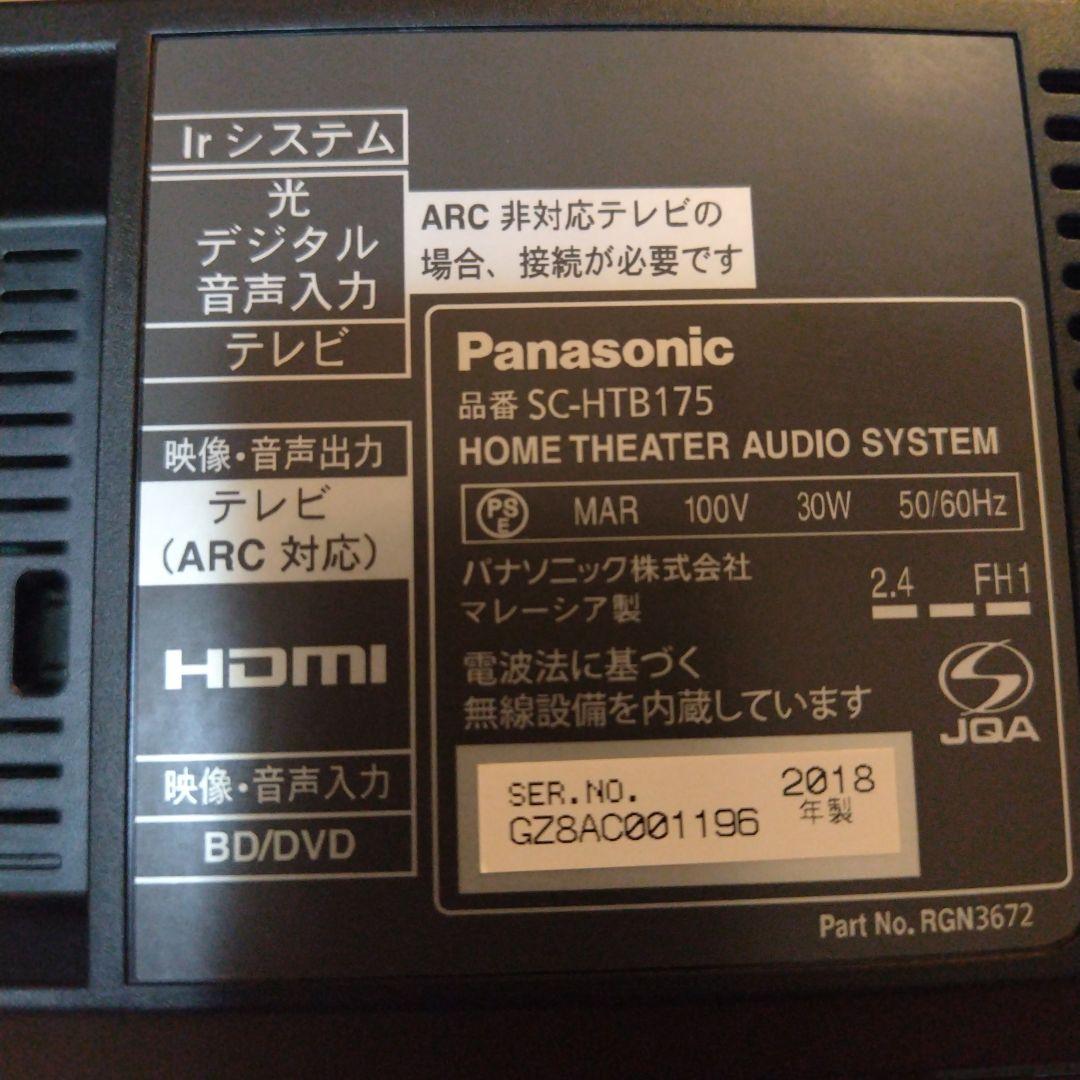 Ir システム
光
デジタル
音声入力
テレビ
ARC 非対応テレビの
場合、接続が必要です
映像・音声出力
テレビ
（ARC 対応）
HDMI
映像・音声入力
BD/DVD
Panasonic
品番 SC-HTB175
HOME THEATER AUDIO SYSTEM
PS
E MAR 100V 30W 50/60Hz
パナソニック株式会社
マレーシア製
2.4 FH1
電波法に基づく
無線設備を内蔵しています
JQA
SER.NO. 2018
GZ8AC001196 年製
Part No. RGN3672